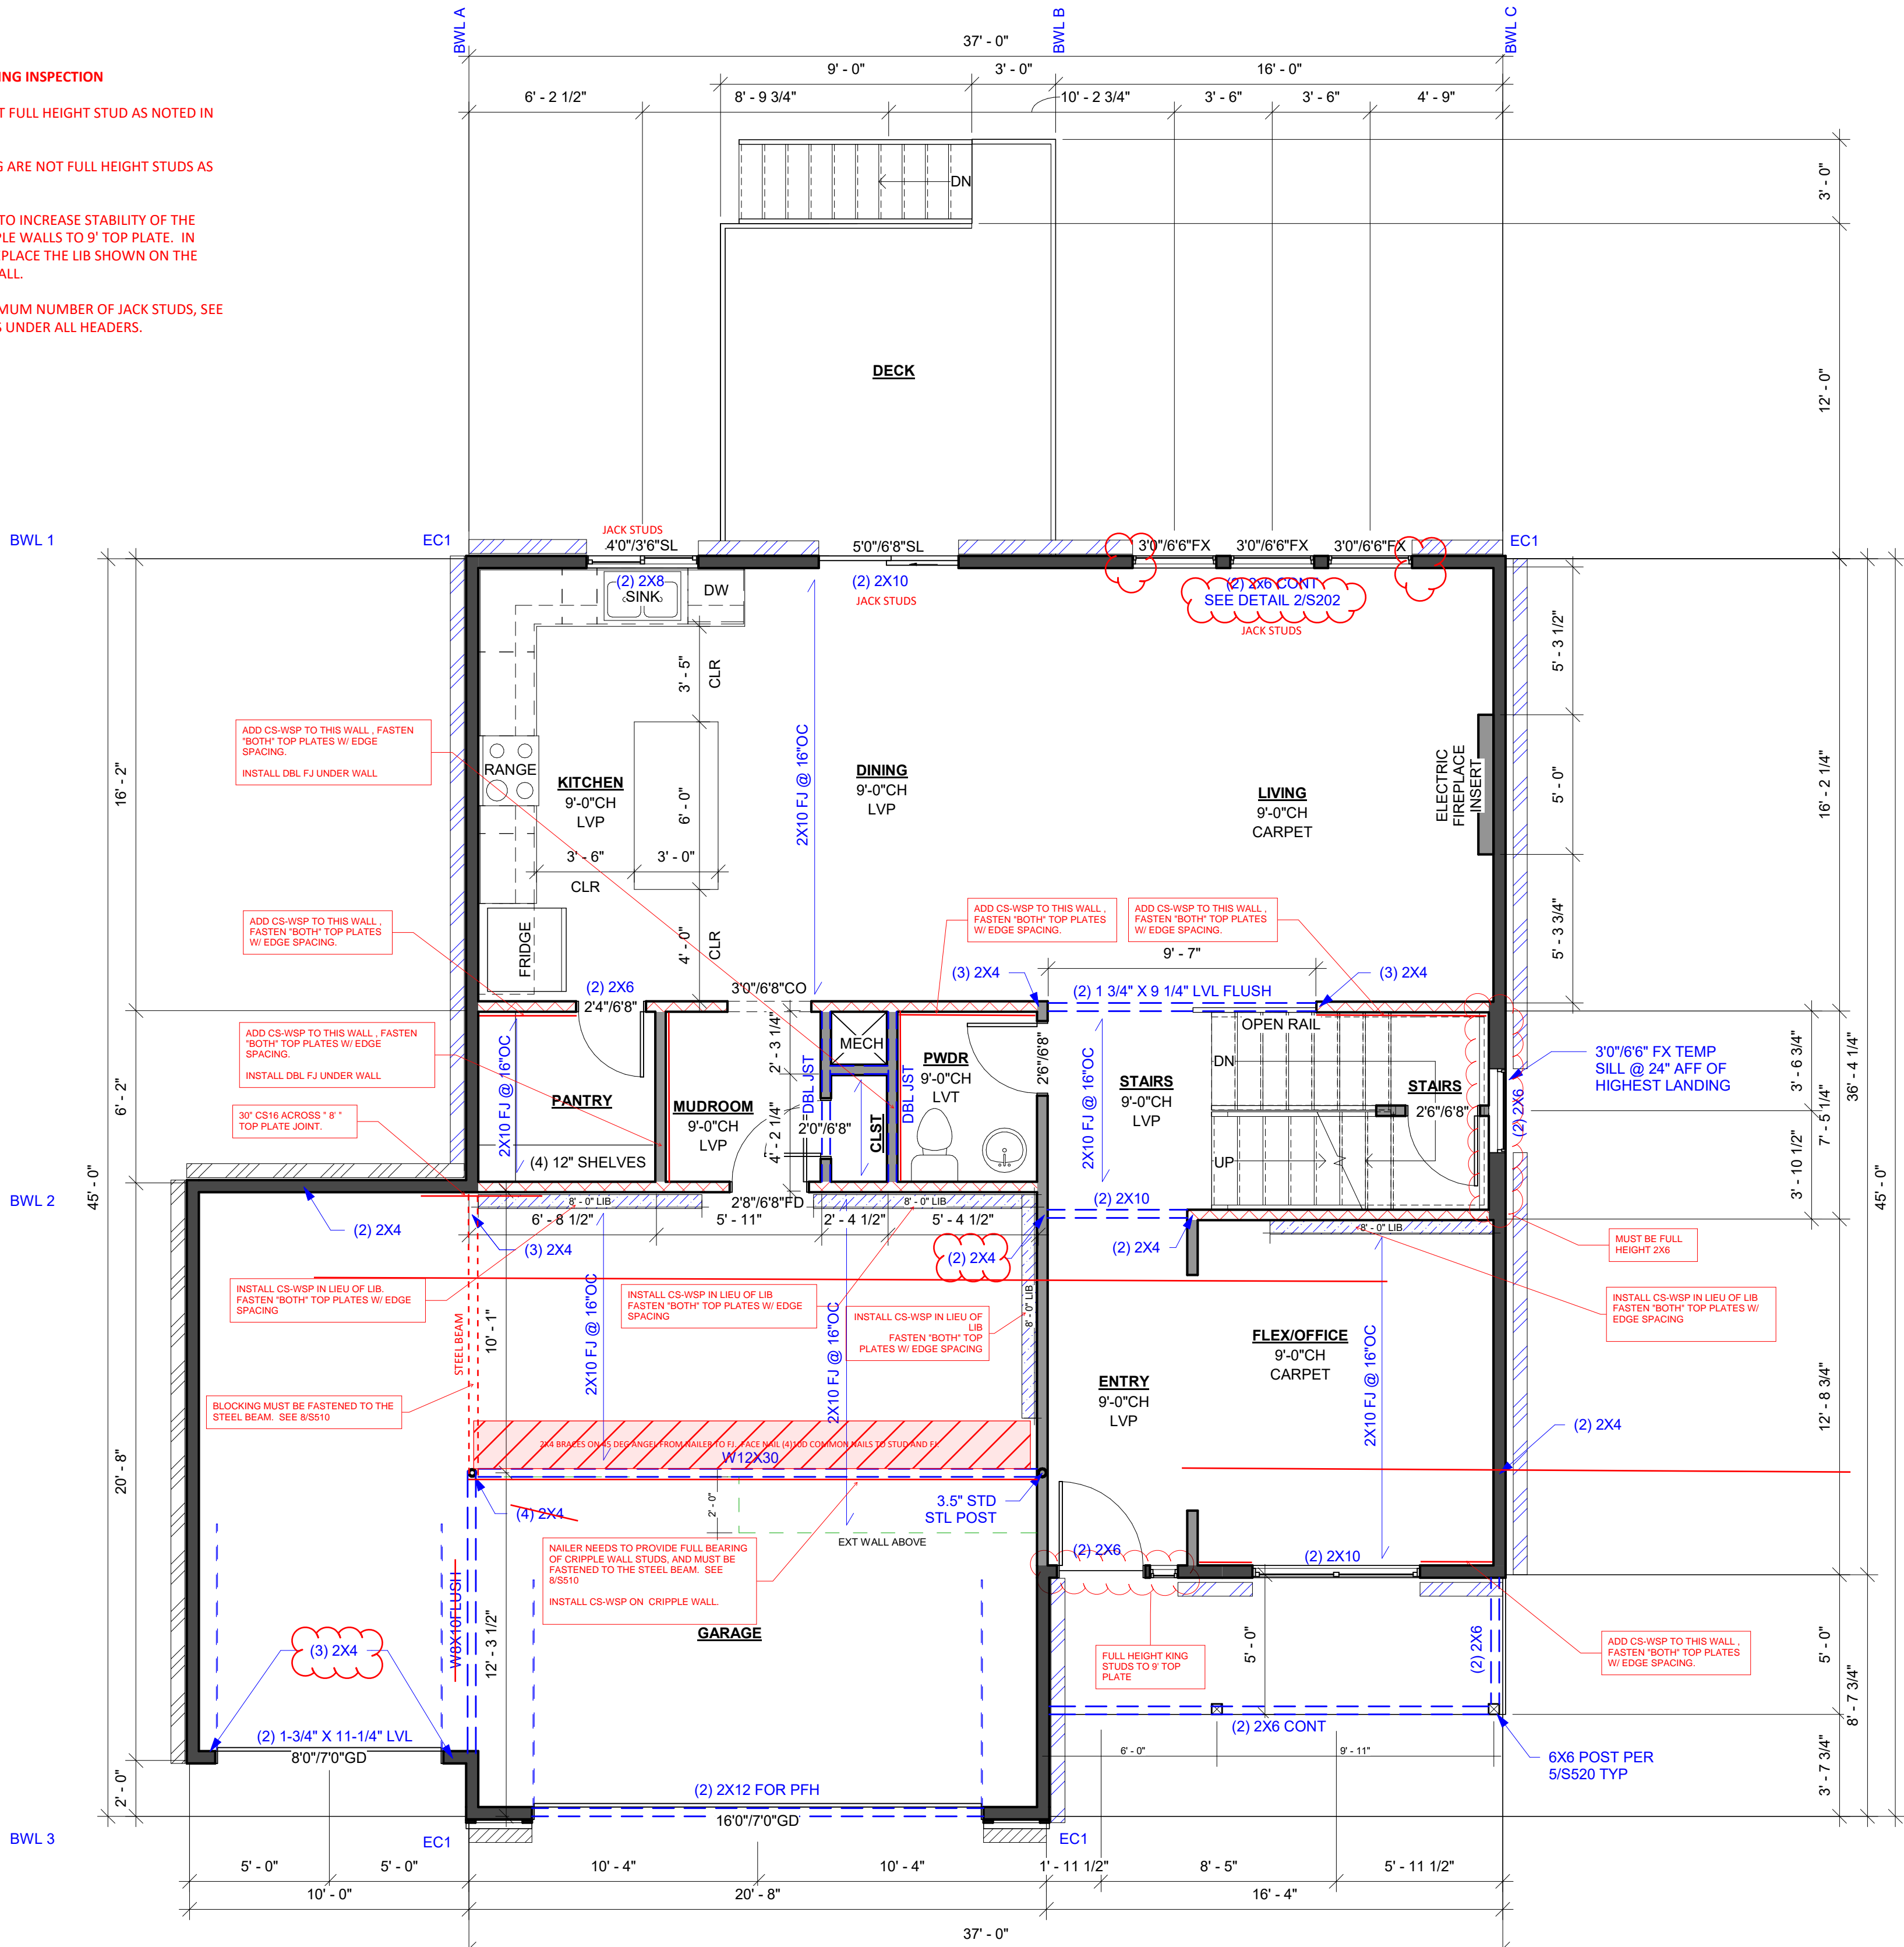 BWL A
BWL B
BWL C
37' - 0"
9' - 0"
3' - 0"
16' - 0"
6' - 2 1/2"
8' - 9 3/4"
10' - 2 3/4"
3' - 6"
3' - 6"
4' - 9"
ING INSPECTION
T FULL HEIGHT STUD AS NOTED IN
G ARE NOT FULL HEIGHT STUDS AS
TO INCREASE STABILITY OF THE
PLE WALLS TO 9' TOP PLATE.  IN
PLACE THE LIB SHOWN ON THE
ALL.
MUM NUMBER OF JACK STUDS, SEE
S UNDER ALL HEADERS.
DN
3' - 0"
12' - 0"
DECK
BWL 1
EC1
JACK STUDS
4'0"/3'6"SL
5'0"/6'8"SL
3'0"/6'6"FX
3'0"/6'6"FX
3'0"/6'6"FX
EC1
(2) 2X8
SINK
DW
(2) 2X10
JACK STUDS
(2) 2x6 CONT
SEE DETAIL 2/S202
JACK STUDS
3' - 5"
CLR
5' - 3 1/2"
ADD CS-WSP TO THIS WALL , FASTEN
"BOTH" TOP PLATES W/ EDGE
SPACING.
INSTALL DBL FJ UNDER WALL
16' - 2"
RANGE
KITCHEN
9'-0"CH
LVP
6' - 0"
2X10 FJ @ 16"OC
DINING
9'-0"CH
LVP
LIVING
9'-0"CH
CARPET
ELECTRIC
FIREPLACE
INSERT
5' - 0"
16' - 2 1/4"
3' - 6"
3' - 0"
CLR
ADD CS-WSP TO THIS WALL ,
FASTEN "BOTH" TOP PLATES
W/ EDGE SPACING.
FRIDGE
4' - 0"
CLR
ADD CS-WSP TO THIS WALL ,
FASTEN "BOTH" TOP PLATES
W/ EDGE SPACING.
ADD CS-WSP TO THIS WALL ,
FASTEN "BOTH" TOP PLATES
W/ EDGE SPACING.
5' - 3 3/4"
9' - 7"
(3) 2X4
(3) 2X4
(2) 2X6
2'4"/6'8"
3'0"/6'8"CO
(2) 1 3/4" X 9 1/4" LVL FLUSH
ADD CS-WSP TO THIS WALL , FASTEN
"BOTH" TOP PLATES W/ EDGE
SPACING.
INSTALL DBL FJ UNDER WALL
2X10 FJ @ 16"OC
2' - 3 1/4"
MECH
PWDR
9'-0"CH
LVT
2'6"/6'8"
2X10 FJ @ 16"OC
OPEN RAIL
DN
STAIRS
9'-0"CH
LVP
STAIRS
2'6"/6'8"
3'0"/6'6" FX TEMP
SILL @ 24" AFF OF
HIGHEST LANDING
(2) 2X6
3' - 6 3/4"
7' - 5 1/4"
36' - 4 1/4"
6' - 2"
PANTRY
MUDROOM
9'-0"CH
LVP
DBL JST
DBL JST
4' - 2 1/4"
2'0"/6'8"
CLST
30" CS16 ACROSS " 8' "
TOP PLATE JOINT.
(4) 12" SHELVES
UP
3' - 10 1/2"
BWL 2
45' - 0"
45' - 0"
8' - 0" LIB
2'8"/6'8"FD
8' - 0" LIB
(2) 2X10
6' - 8 1/2"
5' - 11"
2' - 4 1/2"
5' - 4 1/2"
(2) 2X4
(3) 2X4
(2) 2X4
(2) 2X4
8' - 0" LIB
MUST BE FULL
HEIGHT 2X6
INSTALL CS-WSP IN LIEU OF LIB.
FASTEN "BOTH" TOP PLATES W/ EDGE
SPACING
STEEL BEAM
10' - 1"
2X10 FJ @ 16"OC
INSTALL CS-WSP IN LIEU OF LIB
FASTEN "BOTH" TOP PLATES W/ EDGE
SPACING
2X10 FJ @ 16"OC
INSTALL CS-WSP IN LIEU OF
LIB
FASTEN "BOTH" TOP
PLATES W/ EDGE SPACING
8' - 0" LIB
INSTALL CS-WSP IN LIEU OF LIB
FASTEN "BOTH" TOP PLATES W/
EDGE SPACING
FLEX/OFFICE
9'-0"CH
CARPET
2X10 FJ @ 16"OC
ENTRY
9'-0"CH
LVP
12' - 8 3/4"
BLOCKING MUST BE FASTENED TO THE
STEEL BEAM.  SEE 8/S510
(2) 2X4
2X4 BRACES ON 45 DEG ANGEL FROM NAILER TO FJ.  FACE NAIL (4)10D COMMON NAILS TO STUD AND FJ.
W12X30
20' - 8"
(4) 2X4
2' - 0"
3.5" STD
STL POST
EXT WALL ABOVE
NAILER NEEDS TO PROVIDE FULL BEARING
OF CRIPPLE WALL STUDS, AND MUST BE
FASTENED TO THE STEEL BEAM.  SEE
8/S510
INSTALL CS-WSP ON  CRIPPLE WALL.
(2) 2X6
(2) 2X10
W8X10FLUSH
12' - 3 1/2"
GARAGE
(3) 2X4
FULL HEIGHT KING
STUDS TO 9' TOP
PLATE
5' - 0"
(2) 2X6
ADD CS-WSP TO THIS WALL ,
FASTEN "BOTH" TOP PLATES
W/ EDGE SPACING.
5' - 0"
8' - 7 3/4"
(2) 1-3/4" X 11-1/4" LVL
8'0"/7'0"GD
(2) 2X6 CONT
6' - 0"
9' - 11"
6X6 POST PER
5/S520 TYP
3' - 7 3/4"
2' - 0"
(2) 2X12 FOR PFH
16'0"/7'0"GD
BWL 3
EC1
EC1
5' - 0"
5' - 0"
10' - 4"
10' - 4"
1' - 11 1/2"
8' - 5"
5' - 11 1/2"
10' - 0"
20' - 8"
16' - 4"
37' - 0"